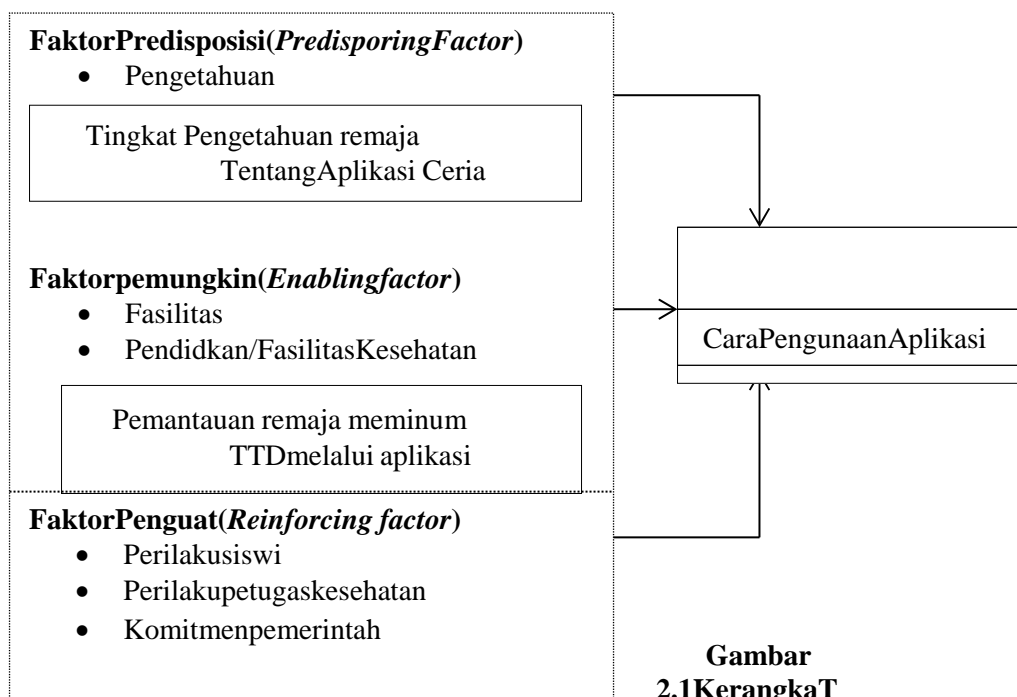 FaktorPredisposisi(PredisporingFactor)
• Pengetahuan
Tingkat Pengetahuan remaja
TentangAplikasi Ceria
Faktorpemungkin(Enablingfactor)
• Fasilitas
• Pendidkan/FasilitasKesehatan
CaraPengunaanAplikasi
Pemantauan remaja meminum
TTDmelalui aplikasi
FaktorPenguat(Reinforcing factor)
• Perilakusiswi
• Perilakupetugaskesehatan
• Komitmenpemerintah
Gambar
2.1KerangkaT